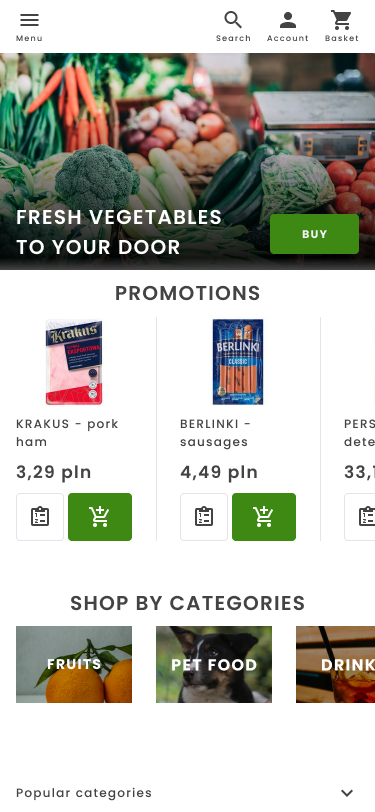 Menu
Search
Account
Basket
FRESH VEGETABLES
TO YOUR DOOR
BUY
PROMOTIONS
Krakus
BERLINKI
CLASSIC
KRAKUS - pork
ham
BERLINKI -
sausages
PERS
dete
3,29 pln
4,49 pln
33,1
SHOP BY CATEGORIES
FRUITS
PET FOOD
DRINK
Popular categories